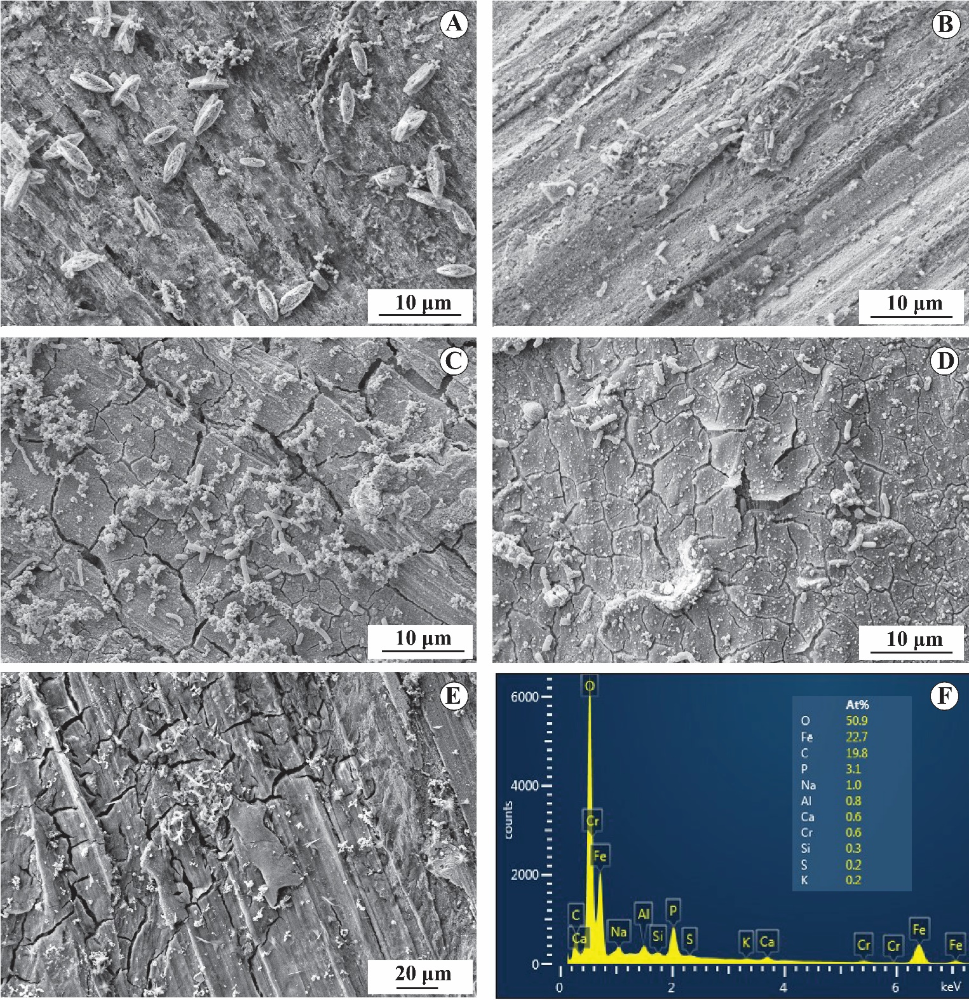 A
10 µm
B
10 µm
C
10 µm
D
10 µm
E
20 µm
F
6000
4000
2000
0
counts
O
Cr
Fe
C
Ca
Na
Al
Si
P
S
K
Ca
Cr
Cr
Fe
Fe
0
2
4
6
keV
At%
O 50.9
Fe 22.7
C 19.8
P 3.1
Na 1.0
Al 0.8
Ca 0.6
Cr 0.6
Si 0.3
S 0.2
K 0.2